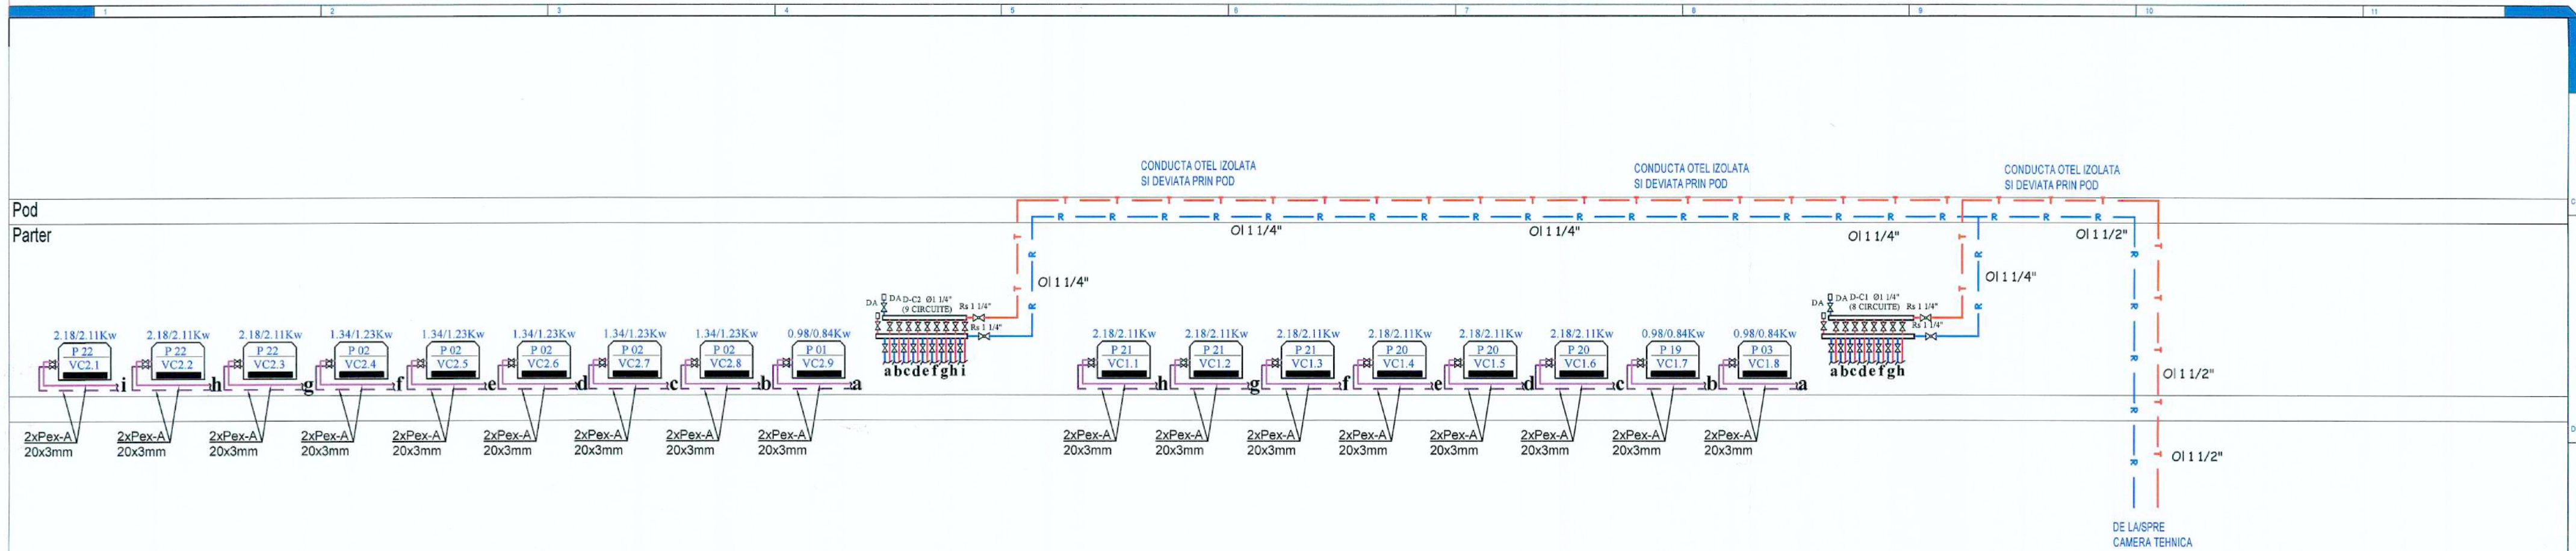 1 2 3 4 5 6 7 8 9 10 11
CONDUCTA OTEL IZOLATA
SI DEVIATA PRIN POD
CONDUCTA OTEL IZOLATA
SI DEVIATA PRIN POD
CONDUCTA OTEL IZOLATA
SI DEVIATA PRIN POD
Pod
T T T T T T T T T T T T T T T T T T T T T
R R R R R R R R R R R R R R R R R R R R R
Parter
Ol 1 1/4" Ol 1 1/4" Ol 1 1/4" Ol 1 1/2"
Ol 1 1/4" Ol 1 1/4"
DA DA D-C2 Ø1 1/4" Rs 1 1/4"
(9 CIRCUITE)
Rs 1 1/4"
a b c d e f g h i
DA DA D-C1 Ø1 1/4" Rs 1 1/4"
(8 CIRCUITE)
Rs 1 1/4"
a b c d e f g h
2.18/2.11Kw 2.18/2.11Kw 2.18/2.11Kw 1.34/1.23Kw 1.34/1.23Kw 1.34/1.23Kw 1.34/1.23Kw 1.34/1.23Kw 0.98/0.84Kw
P 22 P 22 P 22 P 02 P 02 P 02 P 02 P 02 P 01
VC2.1 VC2.2 VC2.3 VC2.4 VC2.5 VC2.6 VC2.7 VC2.8 VC2.9
i h g f e d c b a
2.18/2.11Kw 2.18/2.11Kw 2.18/2.11Kw 2.18/2.11Kw 2.18/2.11Kw 2.18/2.11Kw 0.98/0.84Kw 0.98/0.84Kw
P 21 P 21 P 21 P 20 P 20 P 20 P 19 P 03
VC1.1 VC1.2 VC1.3 VC1.4 VC1.5 VC1.6 VC1.7 VC1.8
h g f e d c b a
Ol 1 1/2"
2xPex-A 2xPex-A 2xPex-A 2xPex-A 2xPex-A 2xPex-A 2xPex-A 2xPex-A 2xPex-A
20x3mm 20x3mm 20x3mm 20x3mm 20x3mm 20x3mm 20x3mm 20x3mm 20x3mm
2xPex-A 2xPex-A 2xPex-A 2xPex-A 2xPex-A 2xPex-A 2xPex-A 2xPex-A
20x3mm 20x3mm 20x3mm 20x3mm 20x3mm 20x3mm 20x3mm 20x3mm
Ol 1 1/2"
DE LA/SPRE
CAMERA TEHNICA